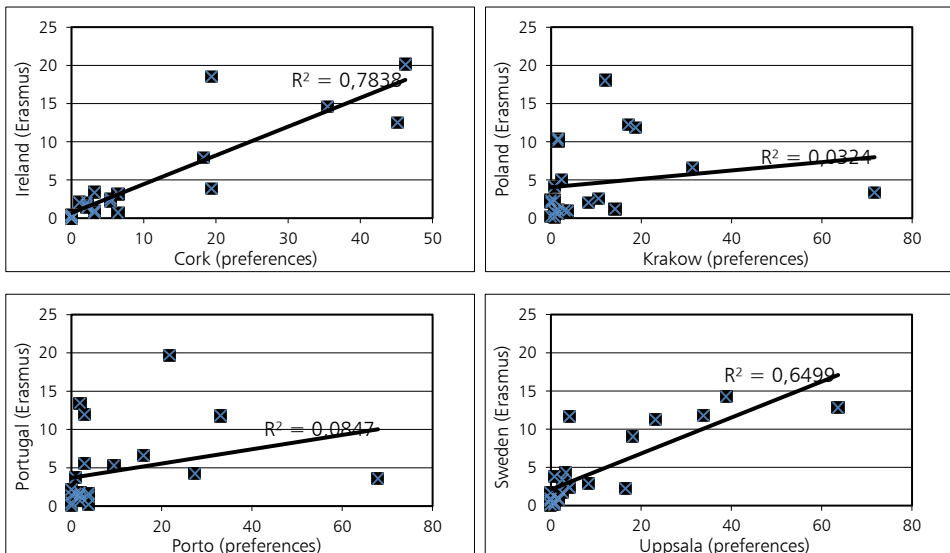 25
20
15
10
5
0
Ireland (Erasmus)
R² = 0,7838
0 10 20 30 40 50
Cork (preferences)
25
20
15
10
5
0
Poland (Erasmus)
R² = 0,0324
0 20 40 60 80
Krakow (preferences)
25
20
15
10
5
0
Portugal (Erasmus)
R² = 0,0847
0 20 40 60 80
Porto (preferences)
25
20
15
10
5
0
Sweden (Erasmus)
R² = 0,6499
0 20 40 60 80
Uppsala (preferences)